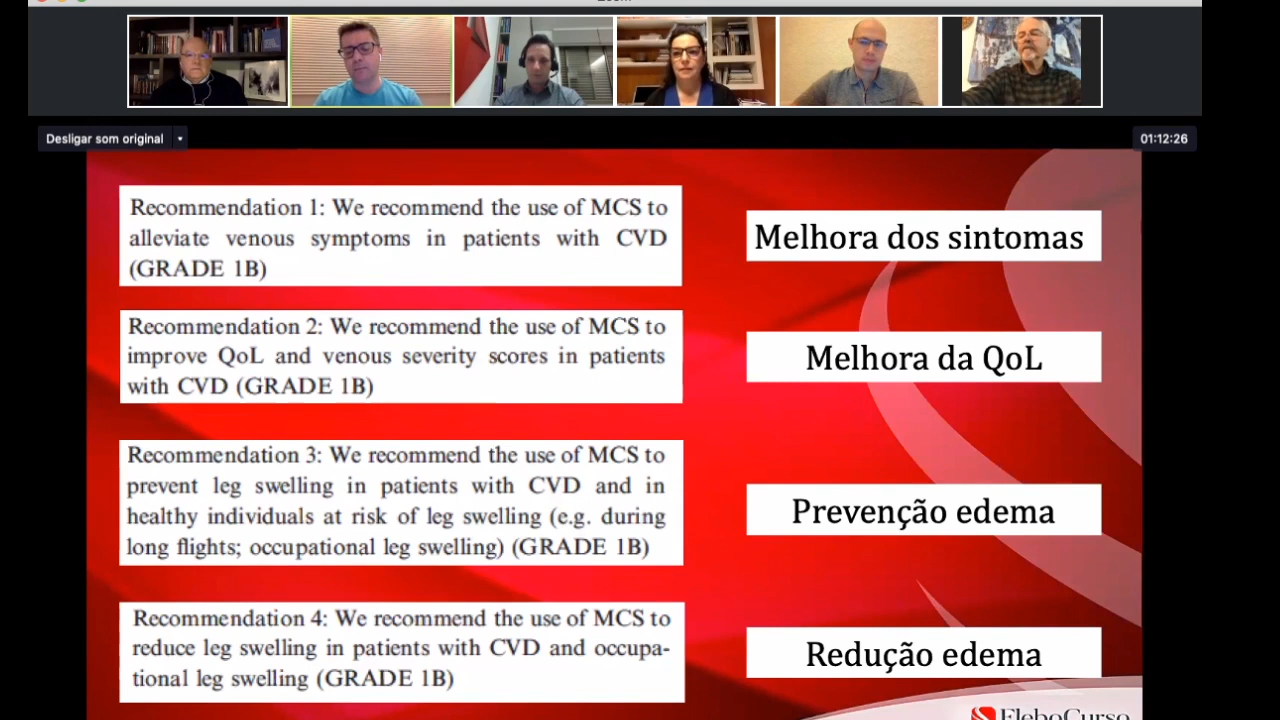 Desligar som original
01:12:26
Recommendation 1: We recommend the use of MCS to
alleviate venous symptoms in patients with CVD
(GRADE 1B)
Melhora dos sintomas
Recommendation 2: We recommend the use of MCS to
improve QoL and venous severity scores in patients
with CVD (GRADE 1B)
Melhora da QoL
Recommendation 3: We recommend the use of MCS to
prevent leg swelling in patients with CVD and in
healthy individuals at risk of leg swelling (e.g. during
long flights; occupational leg swelling) (GRADE 1B)
Prevenção edema
Recommendation 4: We recommend the use of MCS to
reduce leg swelling in patients with CVD and occupa-
tional leg swelling (GRADE 1B)
Redução edema
FleboCurso